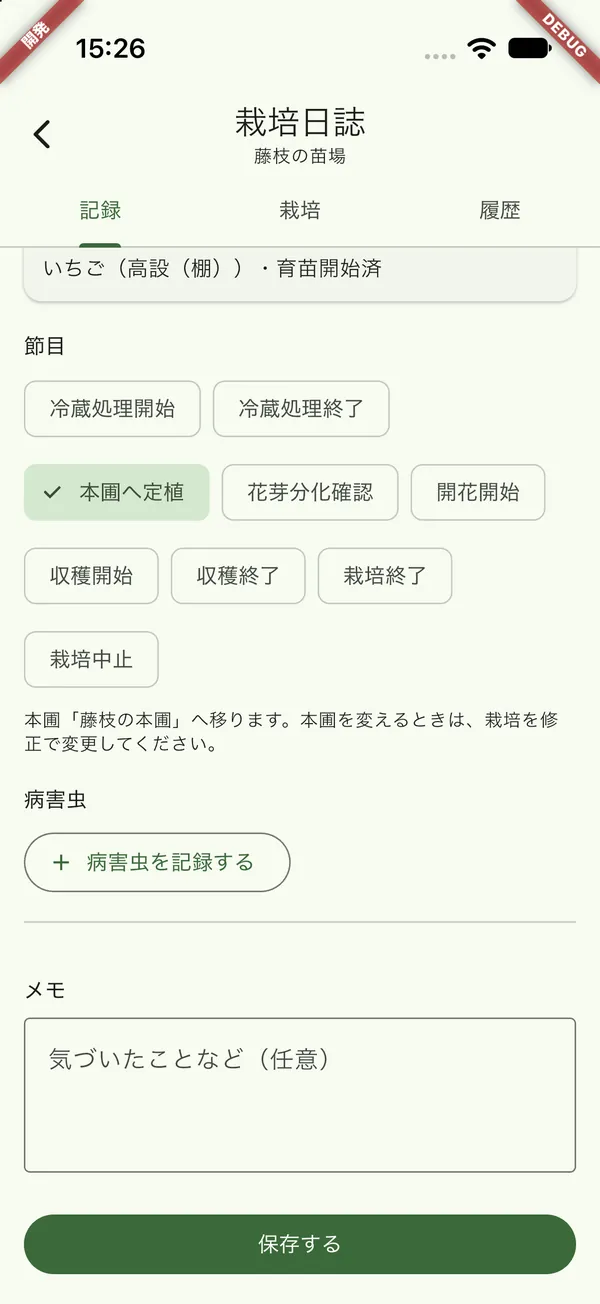 開発
15:26
DEBUG
栽培日誌
藤枝の苗場
記録 栽培 履歴
いちご（高設（棚））・育苗開始済
節目
冷蔵処理開始 冷蔵処理終了
本圃へ定植 花芽分化確認 開花開始
収穫開始 収穫終了 栽培終了
栽培中止
本圃「藤枝の本圃」へ移ります。本圃を変えるときは、栽培を修
正で変更してください。
病害虫
+ 病害虫を記録する
メモ
気づいたことなど（任意）
保存する